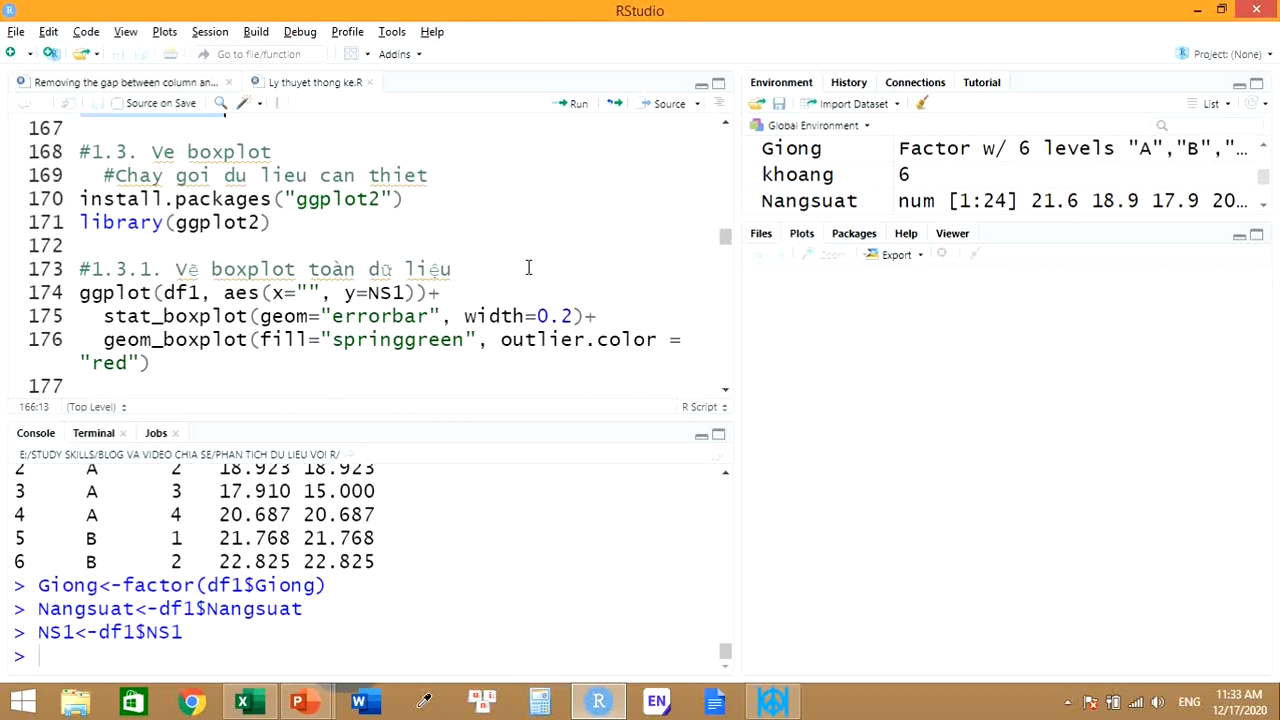 RStudio
File Edit Code View Plots Session Build Debug Profile Tools Help
Go to file/function Addins Project: (None)
Removing the gap between column an... Ly thuyet thong ke.R
Source on Save Run Source
167
168 #1.3. Ve boxplot
169 #Chay goi du lieu can thiet
170 install.packages("ggplot2")
171 library(ggplot2)
172
173 #1.3.1. Vẽ boxplot toàn dữ liệu
174 ggplot(df1, aes(x="", y=NS1))+
175 stat_boxplot(geom="errorbar", width=0.2)+
176 geom_boxplot(fill="springgreen", outlier.color =
"red")
177
166:13 (Top Level) R Script
Console Terminal Jobs
E:/STUDY SKILLS/BLOG VA VIDEO CHIA SE/PHAN TICH DU LIEU VOI R/
2 A 2 18.923 18.923
3 A 3 17.910 15.000
4 A 4 20.687 20.687
5 B 1 21.768 21.768
6 B 2 22.825 22.825
> Giong<-factor(df1$Giong)
> Nangsuat<-df1$Nangsuat
> NS1<-df1$NS1
>
Environment History Connections Tutorial
Import Dataset List
Global Environment
Giong Factor w/ 6 levels "A","B","...
khoang 6
Nangsuat num [1:24] 21.6 18.9 17.9 20...
Files Plots Packages Help Viewer
Zoom Export
EN ENG 11:33 AM
12/17/2020